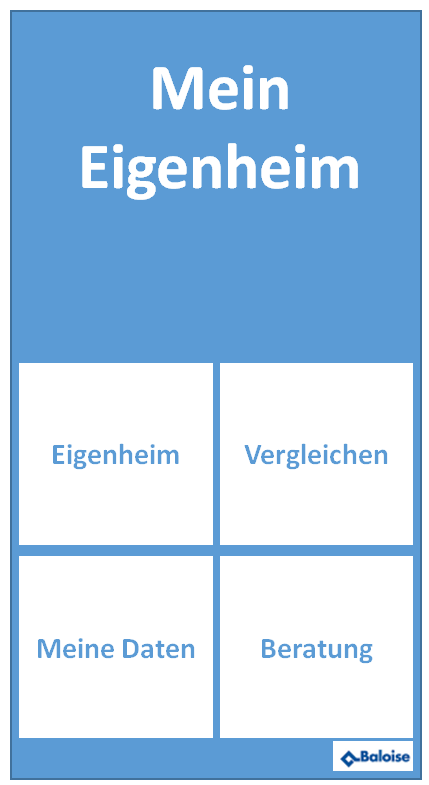 Mein
Eigenheim
Eigenheim
Vergleichen
Meine Daten
Beratung
Baloise